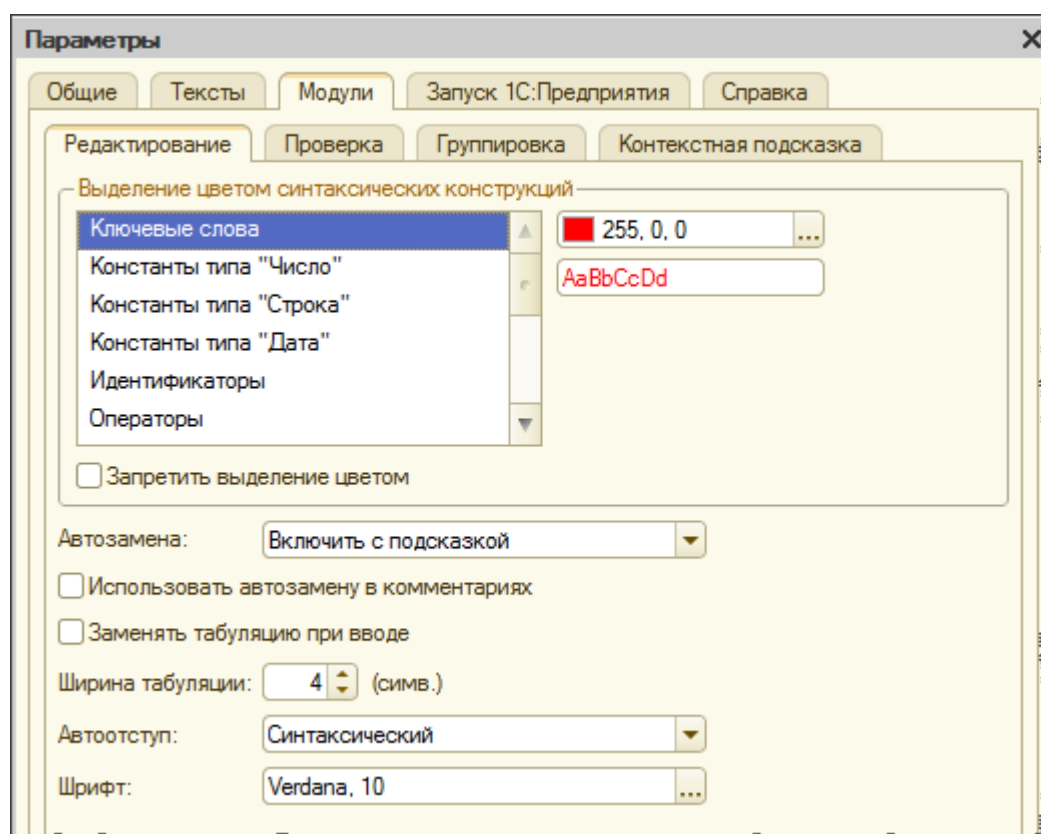 Параметры
Общие Тексты Модули Запуск 1С:Предприятия Справка
Редактирование Проверка Группировка Контекстная подсказка
Выделение цветом синтаксических конструкций
Ключевые слова 255, 0, 0 ...
Константы типа "Число" AaBbCcDd
Константы типа "Строка"
Константы типа "Дата"
Идентификаторы
Операторы
Запретить выделение цветом
Автозамена: Включить с подсказкой
Использовать автозамену в комментариях
Заменять табуляцию при вводе
Ширина табуляции: 4 (симв.)
Автоотступ: Синтаксический
Шрифт: Verdana, 10 ...